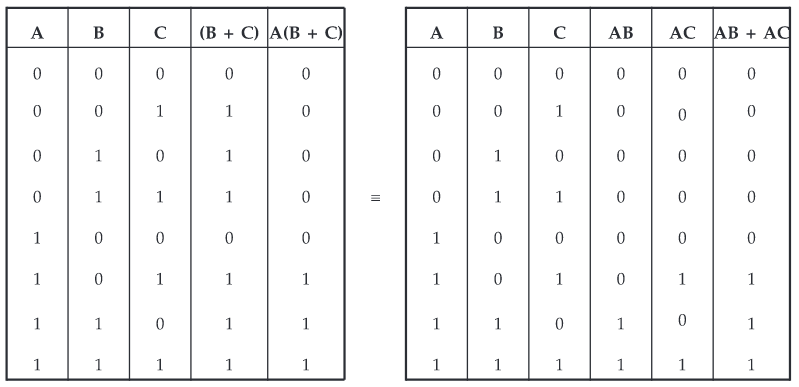 A B C (B + C) A(B + C)
0 0 0 0 0
0 0 1 1 0
0 1 0 1 0
0 1 1 1 0
1 0 0 0 0
1 0 1 1 1
1 1 0 1 1
1 1 1 1 1
≡
A B C AB AC AB + AC
0 0 0 0 0 0
0 0 1 0 0 0
0 1 0 0 0 0
0 1 1 0 0 0
1 0 0 0 0 0
1 0 1 0 1 1
1 1 0 1 0 1
1 1 1 1 1 1